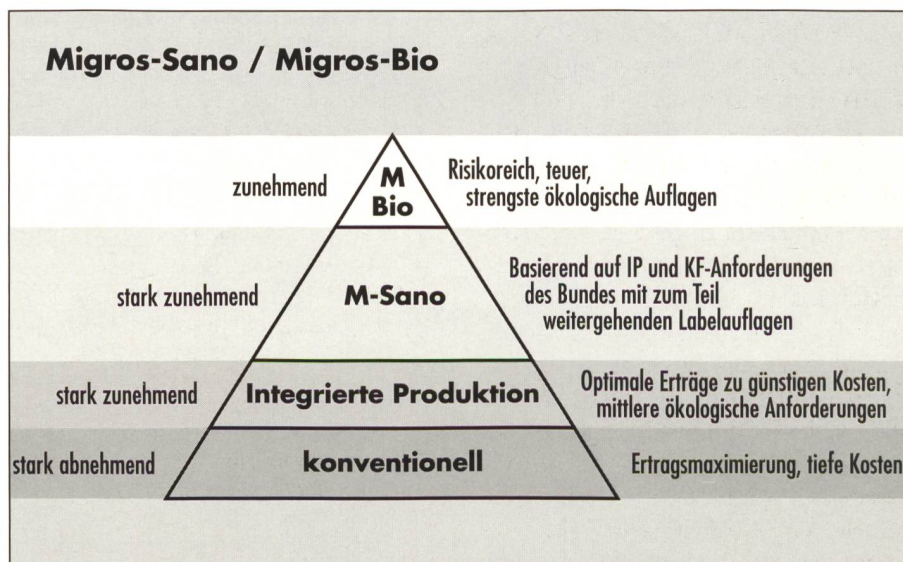 Migros-Sano / Migros-Bio
zunehmend
M
Bio
Risikoreich, teuer,
strengste ökologische Auflagen
stark zunehmend
M-Sano
Basierend auf IP und KF-Anforderungen
des Bundes mit zum Teil
weitergehenden Labelauflagen
stark zunehmend
Integrierte Produktion
Optimale Erträge zu günstigen Kosten,
mittlere ökologische Anforderungen
stark abnehmend
konventionell
Ertragsmaximierung, tiefe Kosten